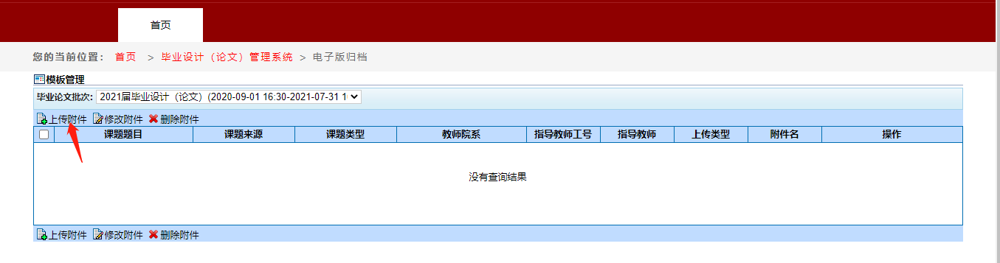 首页
您的当前位置： 首页 > 毕业设计（论文）管理系统 > 电子版归档
模板管理
毕业论文批次: 2021届毕业设计（论文）(2020-09-01 16:30-2021-07-31 1
上传附件 修改附件 删除附件
课题题目 课题来源 课题类型 教师院系 指导教师工号 指导教师 上传类型 附件名 操作
没有查询结果
上传附件 修改附件 删除附件